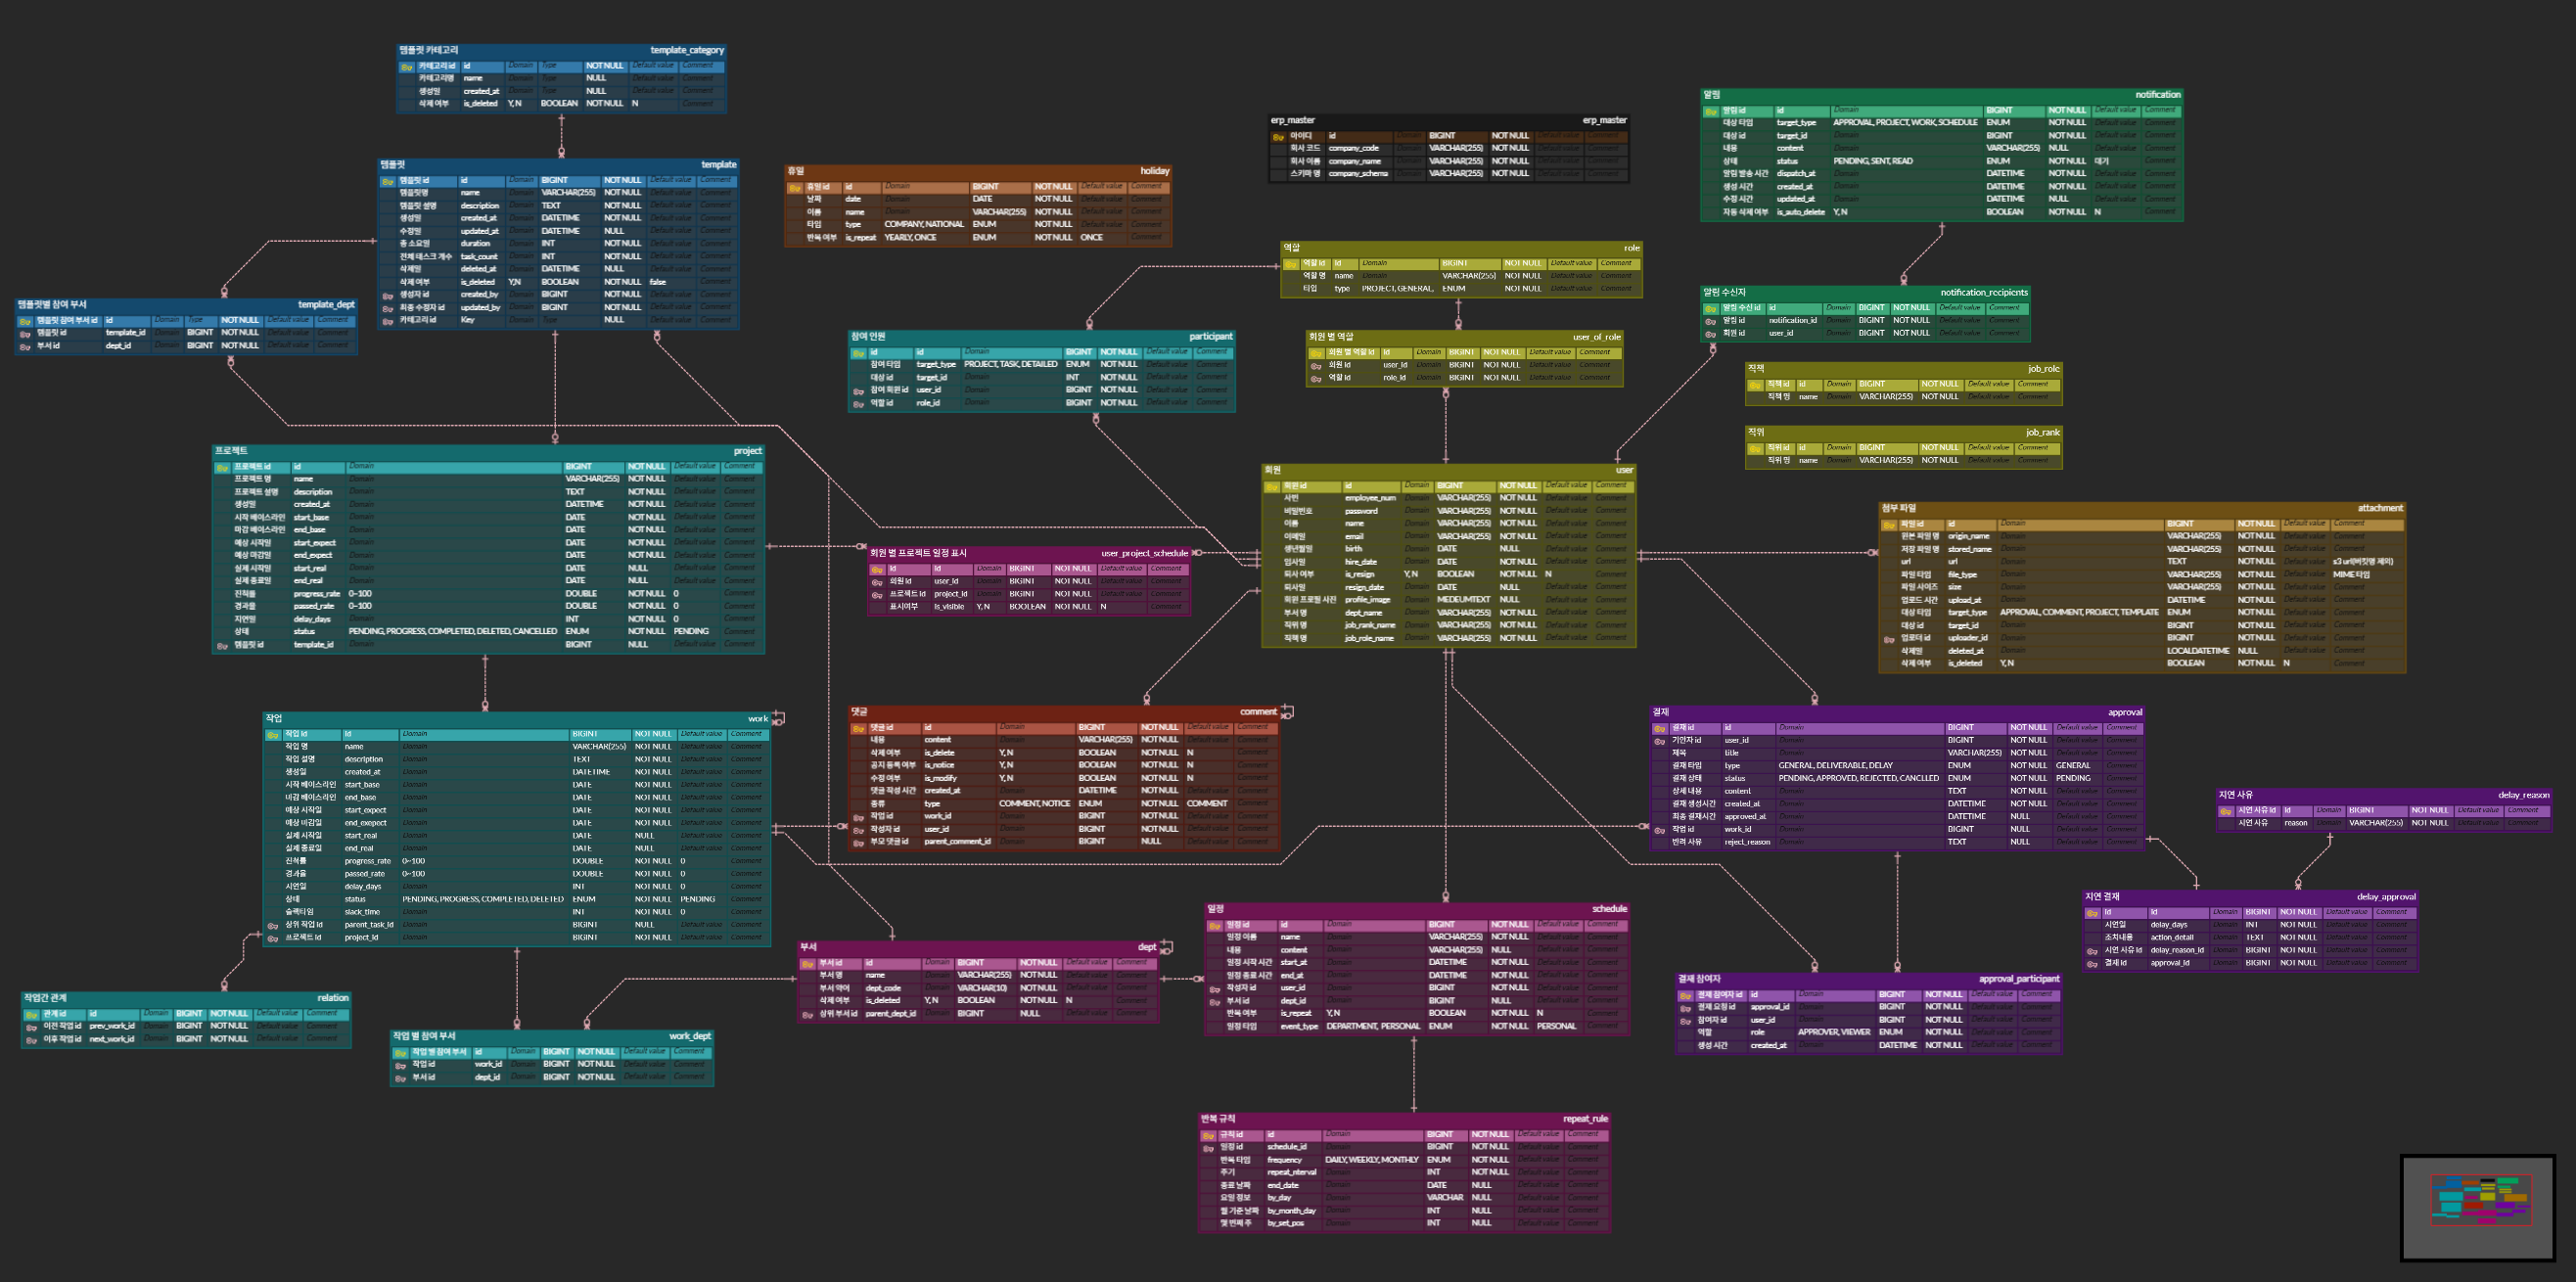 템플릿 카테고리 template_category
카테고리 id id Domain Type NOT NULL Default value Comment
카테고리명 name Domain Type NULL Default value Comment
생성일 created_at Domain Type NULL Default value Comment
삭제 여부 is_deleted Y, N BOOLEAN NOT NULL N Comment
템플릿 template
템플릿 id id Domain BIGINT NOT NULL Default value Comment
템플릿명 name Domain VARCHAR(255) NOT NULL Default value Comment
템플릿 설명 description Domain TEXT NOT NULL Default value Comment
생성일 created_at Domain DATETIME NOT NULL Default value Comment
수정일 updated_at Domain DATETIME NULL Default value Comment
총 소요일 duration Domain INT NOT NULL Default value Comment
전체 태스크 개수 task_count Domain INT NOT NULL Default value Comment
삭제일 deleted_at Domain DATETIME NULL Default value Comment
삭제 여부 is_deleted Y,N BOOLEAN NOT NULL false Comment
생성자 id created_by Domain BIGINT NOT NULL Default value Comment
최종 수정자 id updated_by Domain BIGINT NOT NULL Default value Comment
카테고리 id Key Domain Type NULL Default value Comment
템플릿별 참여 부서 template_dept
템플릿 참여 부서 id id Domain Type NOT NULL Default value Comment
템플릿 id template_id Domain BIGINT NOT NULL Default value Comment
부서 id dept_id Domain BIGINT NOT NULL Default value Comment
휴일 holiday
휴일 id id Domain BIGINT NOT NULL Default value Comment
날짜 date Domain DATE NOT NULL Default value Comment
이름 name Domain VARCHAR(255) NOT NULL Default value Comment
타입 type COMPANY, NATIONAL ENUM NOT NULL Default value Comment
반복 여부 is_repeat YEARLY, ONCE ENUM NOT NULL ONCE Comment
erp_master erp_master
아이디 id Domain BIGINT NOT NULL Default value Comment
회사 코드 company_code Domain VARCHAR(255) NOT NULL Default value Comment
회사 이름 company_name Domain VARCHAR(255) NOT NULL Default value Comment
스키마 명 company_schema Domain VARCHAR(255) NOT NULL Default value Comment
알림 notification
알림 id id Domain BIGINT NOT NULL Default value Comment
대상 타입 target_type APPROVAL, PROJECT, WORK, SCHEDULE ENUM NOT NULL Default value Comment
대상 id target_id Domain BIGINT NOT NULL Default value Comment
내용 content Domain VARCHAR(255) NULL Default value Comment
상태 status PENDING, SENT, READ ENUM NOT NULL 대기 Comment
알림 발송 시간 dispatch_at Domain DATETIME NOT NULL Default value Comment
생성 시간 created_at Domain DATETIME NOT NULL Default value Comment
수정 시간 updated_at Domain DATETIME NULL Default value Comment
자동 삭제 여부 is_auto_delete Y, N BOOLEAN NOT NULL N Comment
역할 role
역할 id id Domain BIGINT NOT NULL Default value Comment
역할 명 name Domain VARCHAR(255) NOT NULL Default value Comment
타입 type PROJECT, GENERAL, ENUM NOT NULL Default value Comment
알림 수신자 notification_recipients
알림 수신 id id Domain BIGINT NOT NULL Default value Comment
알림 id notification_id Domain BIGINT NOT NULL Default value Comment
회원 id user_id Domain BIGINT NOT NULL Default value Comment
참여 인원 participant
id id Domain BIGINT NOT NULL Default value Comment
참여 타입 target_type PROJECT, TASK, DETAILED ENUM NOT NULL Default value Comment
대상 id target_id Domain INT NOT NULL Default value Comment
참여 회원 id user_id Domain BIGINT NOT NULL Default value Comment
역할 id role_id Domain BIGINT NOT NULL Default value Comment
회원 별 역할 user_of_role
회원 별 역할 id id Domain BIGINT NOT NULL Default value Comment
회원 id user_id Domain BIGINT NOT NULL Default value Comment
역할 id role_id Domain BIGINT NOT NULL Default value Comment
직책 job_role
직책 id id Domain BIGINT NOT NULL Default value Comment
직책 명 name Domain VARCHAR(255) NOT NULL Default value Comment
직위 job_rank
직위 id id Domain BIGINT NOT NULL Default value Comment
직위 명 name Domain VARCHAR(255) NOT NULL Default value Comment
프로젝트 project
프로젝트 id id Domain BIGINT NOT NULL Default value Comment
프로젝트 명 name Domain VARCHAR(255) NOT NULL Default value Comment
프로젝트 설명 description Domain TEXT NOT NULL Default value Comment
생성일 created_at Domain DATETIME NOT NULL Default value Comment
시작 베이스라인 start_base Domain DATE NOT NULL Default value Comment
마감 베이스라인 end_base Domain DATE NOT NULL Default value Comment
예상 시작일 start_expect Domain DATE NOT NULL Default value Comment
예상 마감일 end_expect Domain DATE NOT NULL Default value Comment
실제 시작일 start_real Domain DATE NULL Default value Comment
실제 종료일 end_real Domain DATE NULL Default value Comment
진척률 progress_rate 0~100 DOUBLE NOT NULL 0 Comment
경과율 passed_rate 0~100 DOUBLE NOT NULL 0 Comment
지연일 delay_days Domain INT NOT NULL 0 Comment
상태 status PENDING, PROGRESS, COMPLETED, DELETED, CANCELLED ENUM NOT NULL PENDING Comment
템플릿 id template_id Domain BIGINT NULL Default value Comment
회원 user
회원 id id Domain BIGINT NOT NULL Default value Comment
사번 employee_num Domain VARCHAR(255) NOT NULL Default value Comment
비밀번호 password Domain VARCHAR(255) NOT NULL Default value Comment
이름 name Domain VARCHAR(255) NOT NULL Default value Comment
이메일 email Domain VARCHAR(255) NOT NULL Default value Comment
생년월일 birth Domain DATE NULL Default value Comment
입사일 hire_date Domain DATE NOT NULL Default value Comment
퇴사 여부 is_resign Y, N BOOLEAN NOT NULL N Comment
퇴사일 resign_date Domain DATE NULL Default value Comment
회원 프로필 사진 profile_image Domain MEDEUMTEXT NULL Default value Comment
부서 명 dept_name Domain VARCHAR(255) NOT NULL Default value Comment
직위 명 job_rank_name Domain VARCHAR(255) NOT NULL Default value Comment
직책 명 job_role_name Domain VARCHAR(255) NOT NULL Default value Comment
회원 별 프로젝트 일정 표시 user_project_schedule
id id Domain BIGINT NOT NULL Default value Comment
회원 id user_id Domain BIGINT NOT NULL Default value Comment
프로젝트 id project_id Domain BIGINT NOT NULL Default value Comment
표시여부 is_visible Y, N BOOLEAN NOT NULL N Comment
첨부 파일 attachment
파일 id id Domain BIGINT NOT NULL Default value Comment
원본 파일 명 origin_name Domain VARCHAR(255) NOT NULL Default value Comment
저장 파일 명 stored_name Domain VARCHAR(255) NOT NULL Default value Comment
url url Domain TEXT NOT NULL Default value s3 url(버킷명 제외)
파일 타입 file_type Domain VARCHAR(255) NOT NULL Default value MIME 타입
파일 사이즈 size Domain VARCHAR(255) NOT NULL Default value Comment
업로드 시간 upload_at Domain DATETIME NOT NULL Default value Comment
대상 타입 target_type APPROVAL, COMMENT, PROJECT, TEMPLATE ENUM NOT NULL Default value Comment
대상 id target_id Domain BIGINT NOT NULL Default value Comment
업로더 id uploader_id Domain BIGINT NOT NULL Default value Comment
삭제일 deleted_at Domain LOCALDATETIME NULL Default value Comment
삭제 여부 is_deleted Y, N BOOLEAN NOT NULL N Comment
작업 work
작업 id id Domain BIGINT NOT NULL Default value Comment
작업 명 name Domain VARCHAR(255) NOT NULL Default value Comment
작업 설명 description Domain TEXT NOT NULL Default value Comment
생성일 created_at Domain DATETIME NOT NULL Default value Comment
시작 베이스라인 start_base Domain DATE NOT NULL Default value Comment
마감 베이스라인 end_base Domain DATE NOT NULL Default value Comment
예상 시작일 start_expect Domain DATE NOT NULL Default value Comment
예상 마감일 end_exepect Domain DATE NOT NULL Default value Comment
실제 시작일 start_real Domain DATE NULL Default value Comment
실제 종료일 end_real Domain DATE NULL Default value Comment
진척률 progress_rate 0~100 DOUBLE NOT NULL 0 Comment
경과율 passed_rate 0~100 DOUBLE NOT NULL 0 Comment
지연일 delay_days Domain INT NOT NULL 0 Comment
상태 status PENDING, PROGRESS, COMPLETED, DELETED ENUM NOT NULL PENDING Comment
슬랙타임 slack_time Domain INT NOT NULL 0 Comment
상위 작업 id parent_task_id Domain BIGINT NULL Default value Comment
프로젝트 id project_id Domain BIGINT NOT NULL Default value Comment
댓글 comment
댓글 id id Domain BIGINT NOT NULL Default value Comment
내용 content Domain VARCHAR(255) NOT NULL Default value Comment
삭제 여부 is_delete Y, N BOOLEAN NOT NULL N Comment
공지 등록 여부 is_notice Y, N BOOLEAN NOT NULL N Comment
수정 여부 is_modify Y, N BOOLEAN NOT NULL N Comment
댓글 작성 시간 created_at Domain DATETIME NOT NULL Default value Comment
종류 type COMMENT, NOTICE ENUM NOT NULL COMMENT Comment
작업 id work_id Domain BIGINT NOT NULL Default value Comment
작성자 id user_id Domain BIGINT NOT NULL Default value Comment
부모 댓글 id parent_comment_id Domain BIGINT NULL Default value Comment
결재 approval
결재 id id Domain BIGINT NOT NULL Default value Comment
기안자 id user_id Domain BIGINT NOT NULL Default value Comment
제목 title Domain VARCHAR(255) NOT NULL Default value Comment
결재 타입 type GENERAL, DELIVERABLE, DELAY ENUM NOT NULL GENERAL Comment
결재 상태 status PENDING, APPROVED, REJECTED, CANCLLED ENUM NOT NULL PENDING Comment
상세 내용 content Domain TEXT NOT NULL Default value Comment
결재 생성시간 created_at Domain DATETIME NOT NULL Default value Comment
최종 결재시간 approved_at Domain DATETIME NULL Default value Comment
작업 id work_id Domain BIGINT NULL Default value Comment
반려 사유 reject_reason Domain TEXT NULL Default value Comment
지연 사유 delay_reason
지연 사유 id id Domain BIGINT NOT NULL Default value Comment
지연 사유 reason Domain VARCHAR(255) NOT NULL Default value Comment
지연 결재 delay_approval
id id Domain BIGINT NOT NULL Default value Comment
지연일 delay_days Domain INT NOT NULL Default value Comment
조치내용 action_detail Domain TEXT NOT NULL Default value Comment
지연 사유 id delay_reason_id Domain BIGINT NOT NULL Default value Comment
결재 id approval_id Domain BIGINT NOT NULL Default value Comment
부서 dept
부서 id id Domain BIGINT NOT NULL Default value Comment
부서 명 name Domain VARCHAR(255) NOT NULL Default value Comment
부서 약어 dept_code Domain VARCHAR(10) NOT NULL Default value Comment
삭제 여부 is_deleted Y, N BOOLEAN NOT NULL N Comment
상위 부서 id parent_dept_id Domain BIGINT NULL Default value Comment
일정 schedule
일정 id id Domain BIGINT NOT NULL Default value Comment
일정 이름 name Domain VARCHAR(255) NOT NULL Default value Comment
내용 content Domain VARCHAR(255) NULL Default value Comment
일정 시작 시간 start_at Domain DATETIME NOT NULL Default value Comment
일정 종료 시간 end_at Domain DATETIME NOT NULL Default value Comment
작성자 id user_id Domain BIGINT NOT NULL Default value Comment
부서 id dept_id Domain BIGINT NULL Default value Comment
반복 여부 is_repeat Y, N BOOLEAN NOT NULL N Comment
일정 타입 event_type DEPARTMENT, PERSONAL ENUM NOT NULL PERSONAL Comment
결재 참여자 approval_participant
결재 참여자 id id Domain BIGINT NOT NULL Default value Comment
결재 요청 id approval_id Domain BIGINT NOT NULL Default value Comment
참여자 id user_id Domain BIGINT NOT NULL Default value Comment
역할 role APPROVER, VIEWER ENUM NOT NULL Default value Comment
생성 시간 created_at Domain DATETIME NOT NULL Default value Comment
작업간 관계 relation
관계 id id Domain BIGINT NOT NULL Default value Comment
이전 작업 id prev_work_id Domain BIGINT NOT NULL Default value Comment
이후 작업 id next_work_id Domain BIGINT NOT NULL Default value Comment
작업 별 참여 부서 work_dept
작업 별 참여 부서 id Domain BIGINT NOT NULL Default value Comment
작업 id work_id Domain BIGINT NOT NULL Default value Comment
부서 id dept_id Domain BIGINT NOT NULL Default value Comment
반복 규칙 repeat_rule
규칙 id id Domain BIGINT NOT NULL Default value Comment
일정 id schedule_id Domain BIGINT NOT NULL Default value Comment
반복 타입 frequency DAILY, WEEKLY, MONTHLY ENUM NOT NULL Default value Comment
주기 repeat_nterval Domain INT NOT NULL Default value Comment
종료 날짜 end_date Domain DATE NULL Default value Comment
요일 정보 by_day Domain VARCHAR NULL Default value Comment
월 기준 날짜 by_month_day Domain INT NULL Default value Comment
몇 번째 주 by_set_pos Domain INT NULL Default value Comment